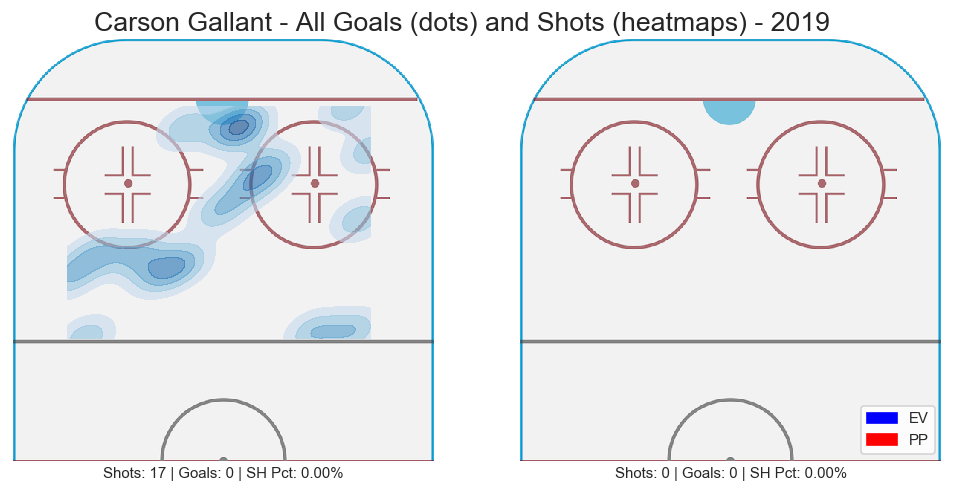 Carson Gallant - All Goals (dots) and Shots (heatmaps) - 2019
EV
PP
Shots: 17 | Goals: 0 | SH Pct: 0.00%
Shots: 0 | Goals: 0 | SH Pct: 0.00%